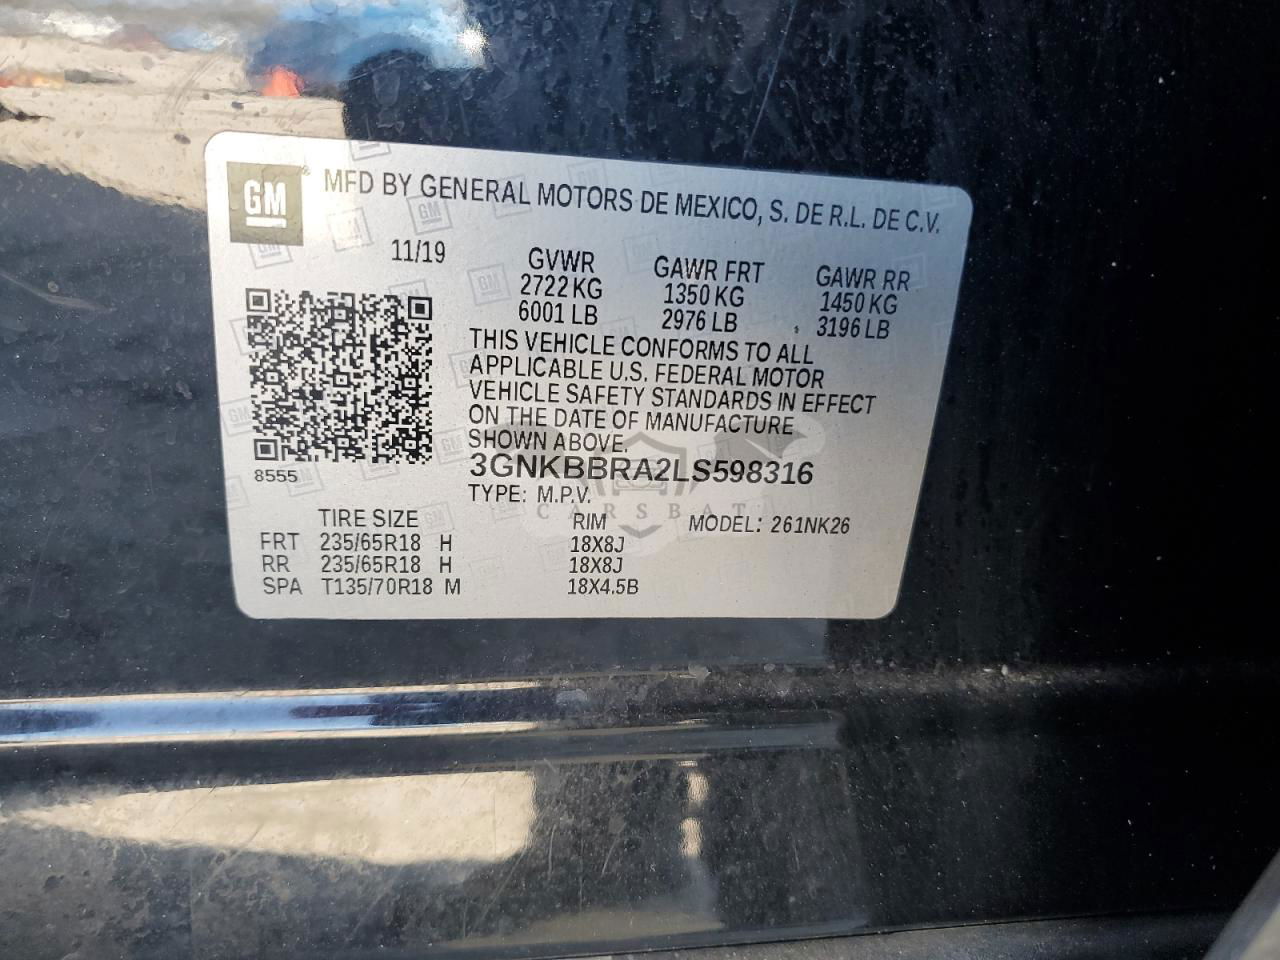 GM
MFD BY GENERAL MOTORS DE MEXICO, S. DE R.L. DE C.V.
11/19
GVWR GAWR FRT GAWR RR
2722 KG 1350 KG 1450 KG
6001 LB 2976 LB 3196 LB
THIS VEHICLE CONFORMS TO ALL
APPLICABLE U.S. FEDERAL MOTOR
VEHICLE SAFETY STANDARDS IN EFFECT
ON THE DATE OF MANUFACTURE
SHOWN ABOVE.
8555
3GNKBBRA2LS598316
TYPE: M.P.V.
CARSBAT
TIRE SIZE RIM MODEL: 261NK26
FRT 235/65R18 H 18X8J
RR 235/65R18 H 18X8J
SPA T135/70R18 M 18X4.5B